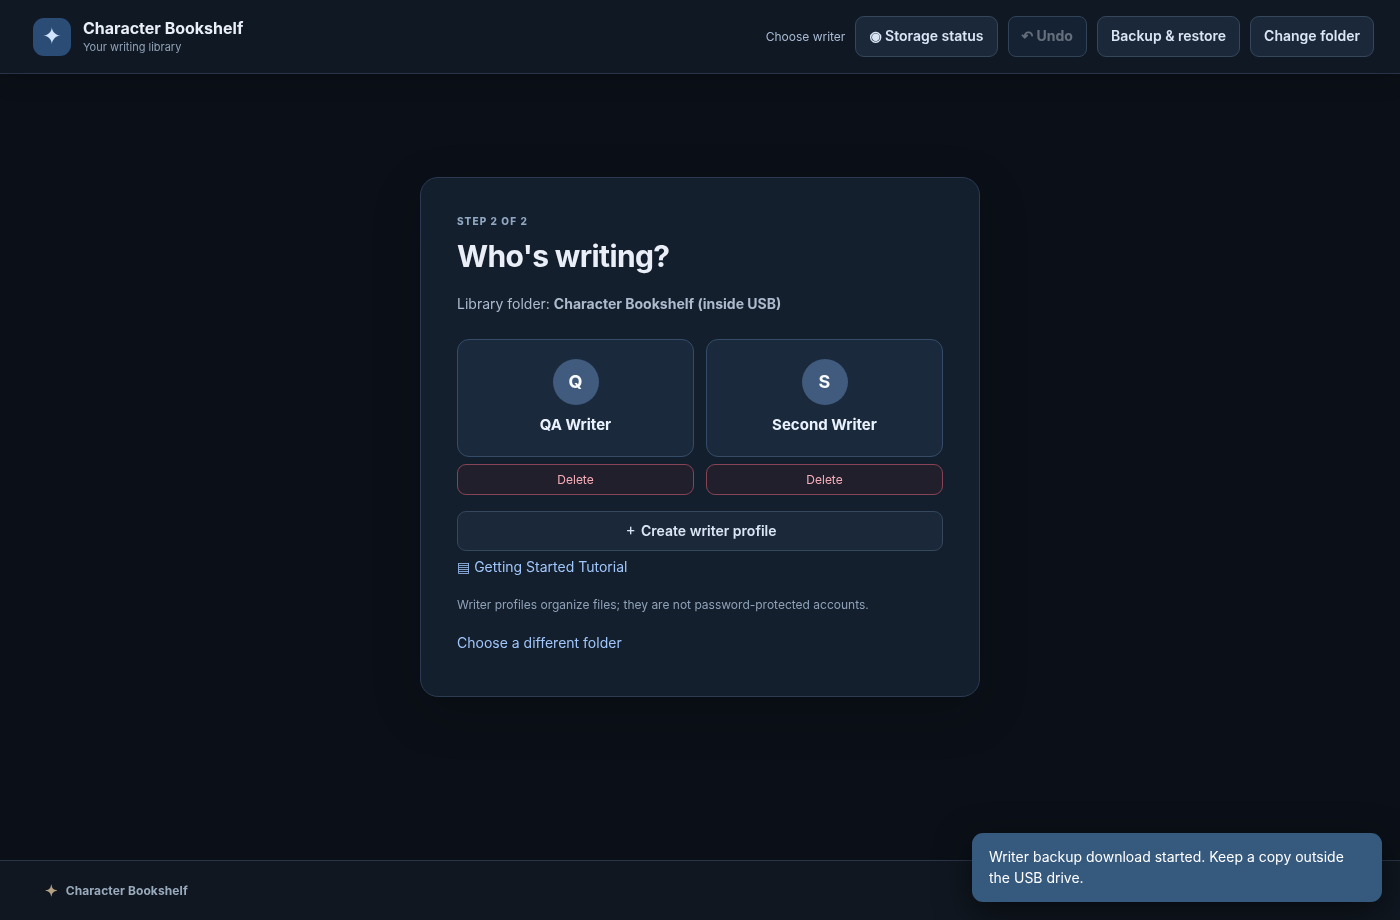 Character Bookshelf
Your writing library
Choose writer
◉ Storage status
↶ Undo
Backup & restore
Change folder
STEP 2 OF 2
Who's writing?
Library folder: Character Bookshelf (inside USB)
Q
QA Writer
S
Second Writer
Delete
Delete
+ Create writer profile
▤ Getting Started Tutorial
Writer profiles organize files; they are not password-protected accounts.
Choose a different folder
Writer backup download started. Keep a copy outside
the USB drive.
✦ Character Bookshelf